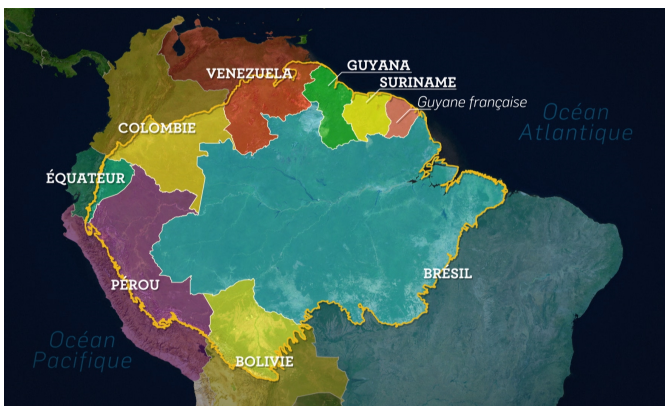 VENEZUELA
GUYANA
SURINAME
Guyane française
Océan
Atlantique
COLOMBIE
ÉQUATEUR
PÉROU
BRÉSIL
Océan
Pacifique
BOLIVIE